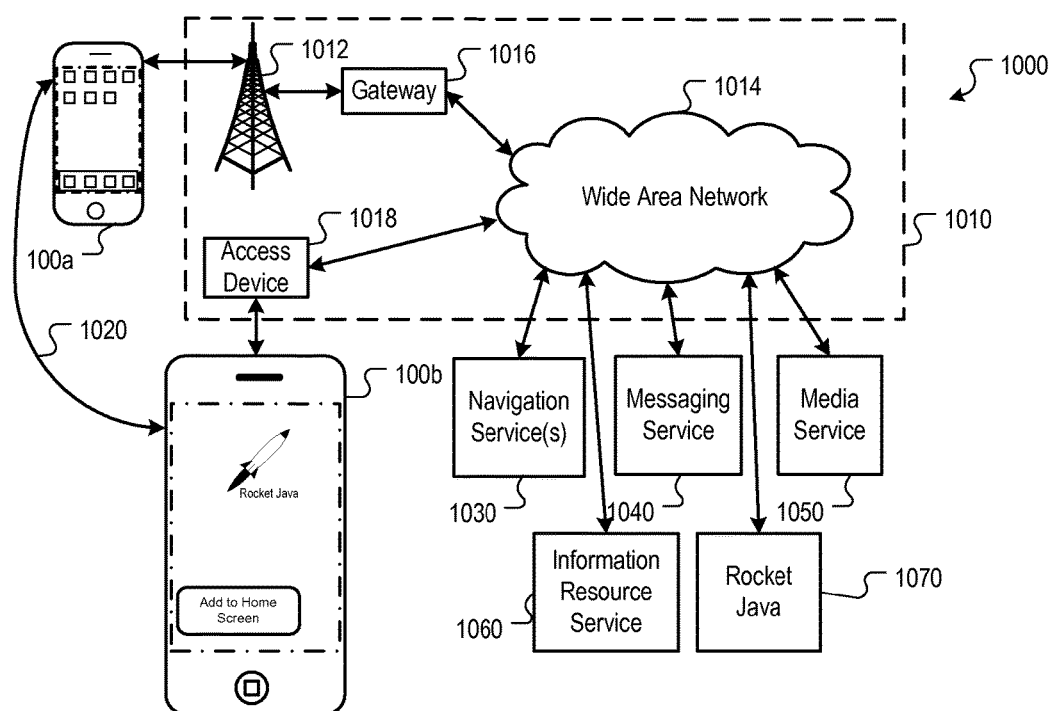 1012
1016
Gateway
1014
1000
Wide Area Network
100a
1018
Access
Device
1010
1020
100b
Rocket Java
Add to Home
Screen
Navigation
Service(s)
1030
Messaging
Service
1040
Media
Service
1050
Information
Resource
Service
1060
Rocket
Java
1070